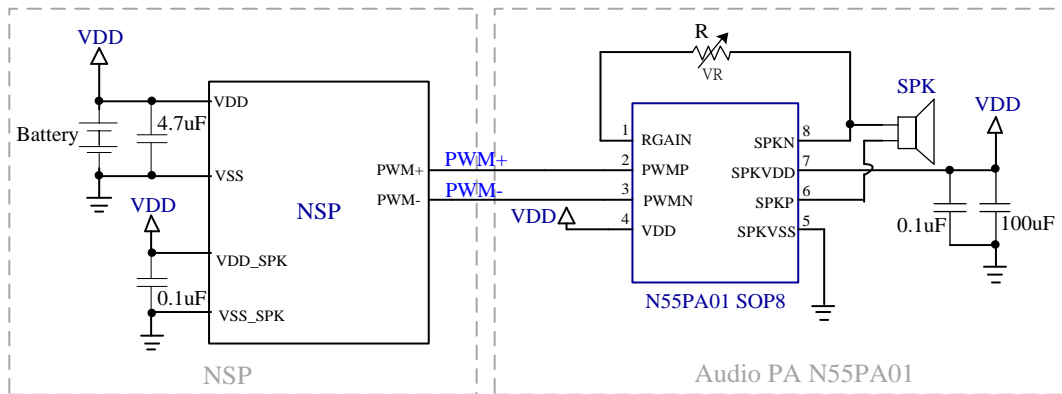 VDD
Battery
4.7uF
VDD
VSS
VDD
0.1uF
VDD_SPK
VSS_SPK
NSP
PWM+
PWM-
PWM+
PWM-
NSP
R
VR
SPK
VDD
1
RGAIN
SPKN
8
2
PWMP
SPKVDD
7
3
PWMN
SPKP
6
VDD
4
VDD
SPKVSS
5
0.1uF
100uF
N55PA01 SOP8
Audio PA N55PA01